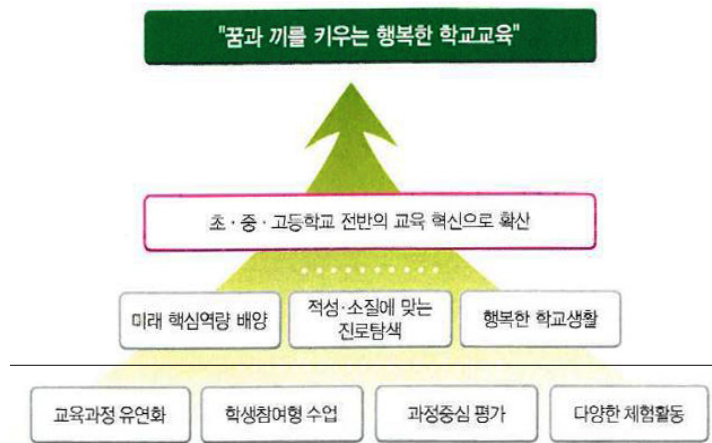 "꿈과 끼를 키우는 행복한 학교교육"
초·중·고등학교 전반의 교육 혁신으로 확산
미래 핵심역량 배양
적성·소질에 맞는
진로탐색
행복한 학교생활
교육과정 유연화
학생참여형 수업
과정중심 평가
다양한 체험활동